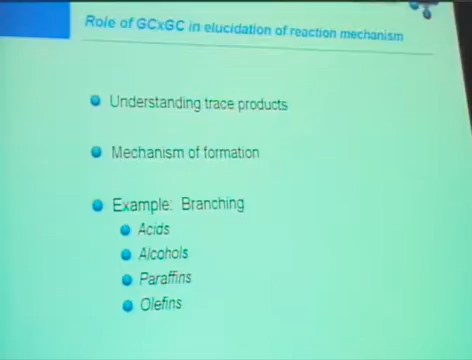 Role of GCxGC in elucidation of reaction mechanism
Understanding trace products
Mechanism of formation
Example: Branching
Acids
Alcohols
Paraffins
Olefins